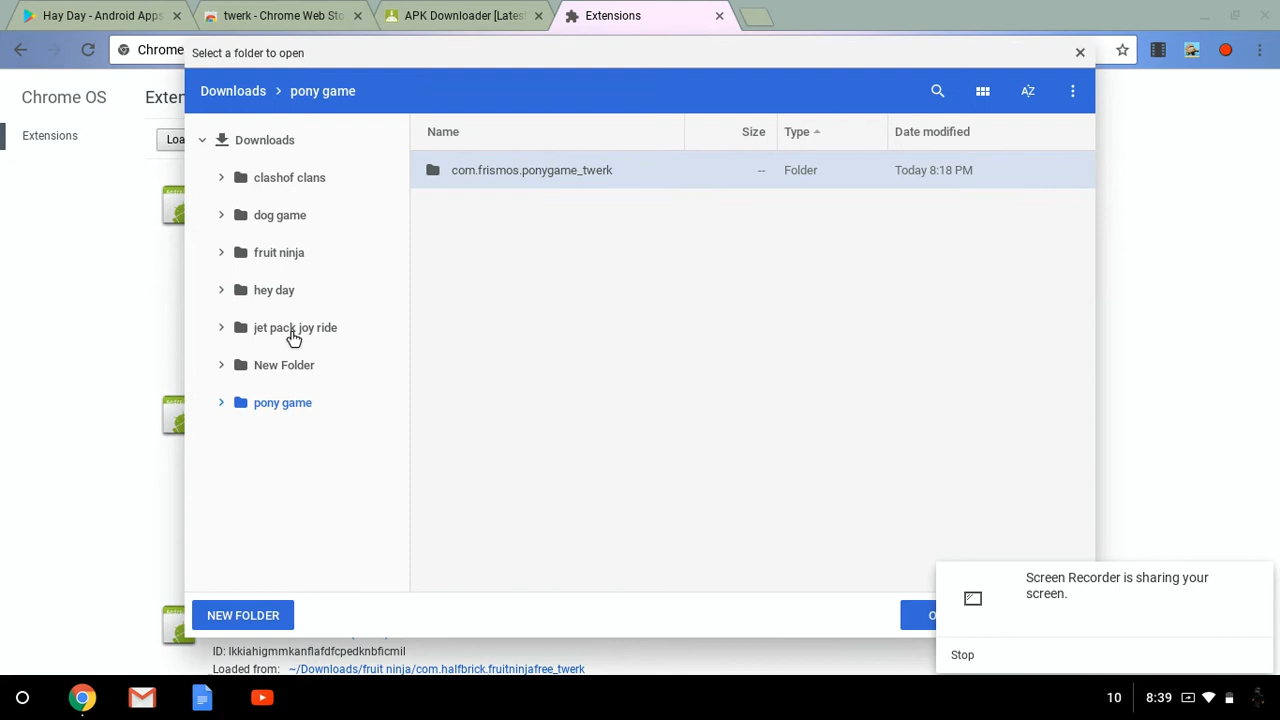 Hay Day - Android Apps
twerk - Chrome Web Sto
APK Downloader [Latest
Extensions
Chrome
Select a folder to open
Downloads > pony game
Chrome OS
Exten
Extensions
Loa
Downloads
clashof clans
dog game
fruit ninja
hey day
jet pack joy ride
New Folder
pony game
Name Size Type Date modified
com.frismos.ponygame_twerk -- Folder Today 8:18 PM
NEW FOLDER
O
Screen Recorder is sharing your
screen.
Stop
ID: lkkiahigmmkanflafdfcpedknbficmil
Loaded from: ~/Downloads/fruit ninja/com.halfbrick.fruitninjafree_twerk
10 8:39